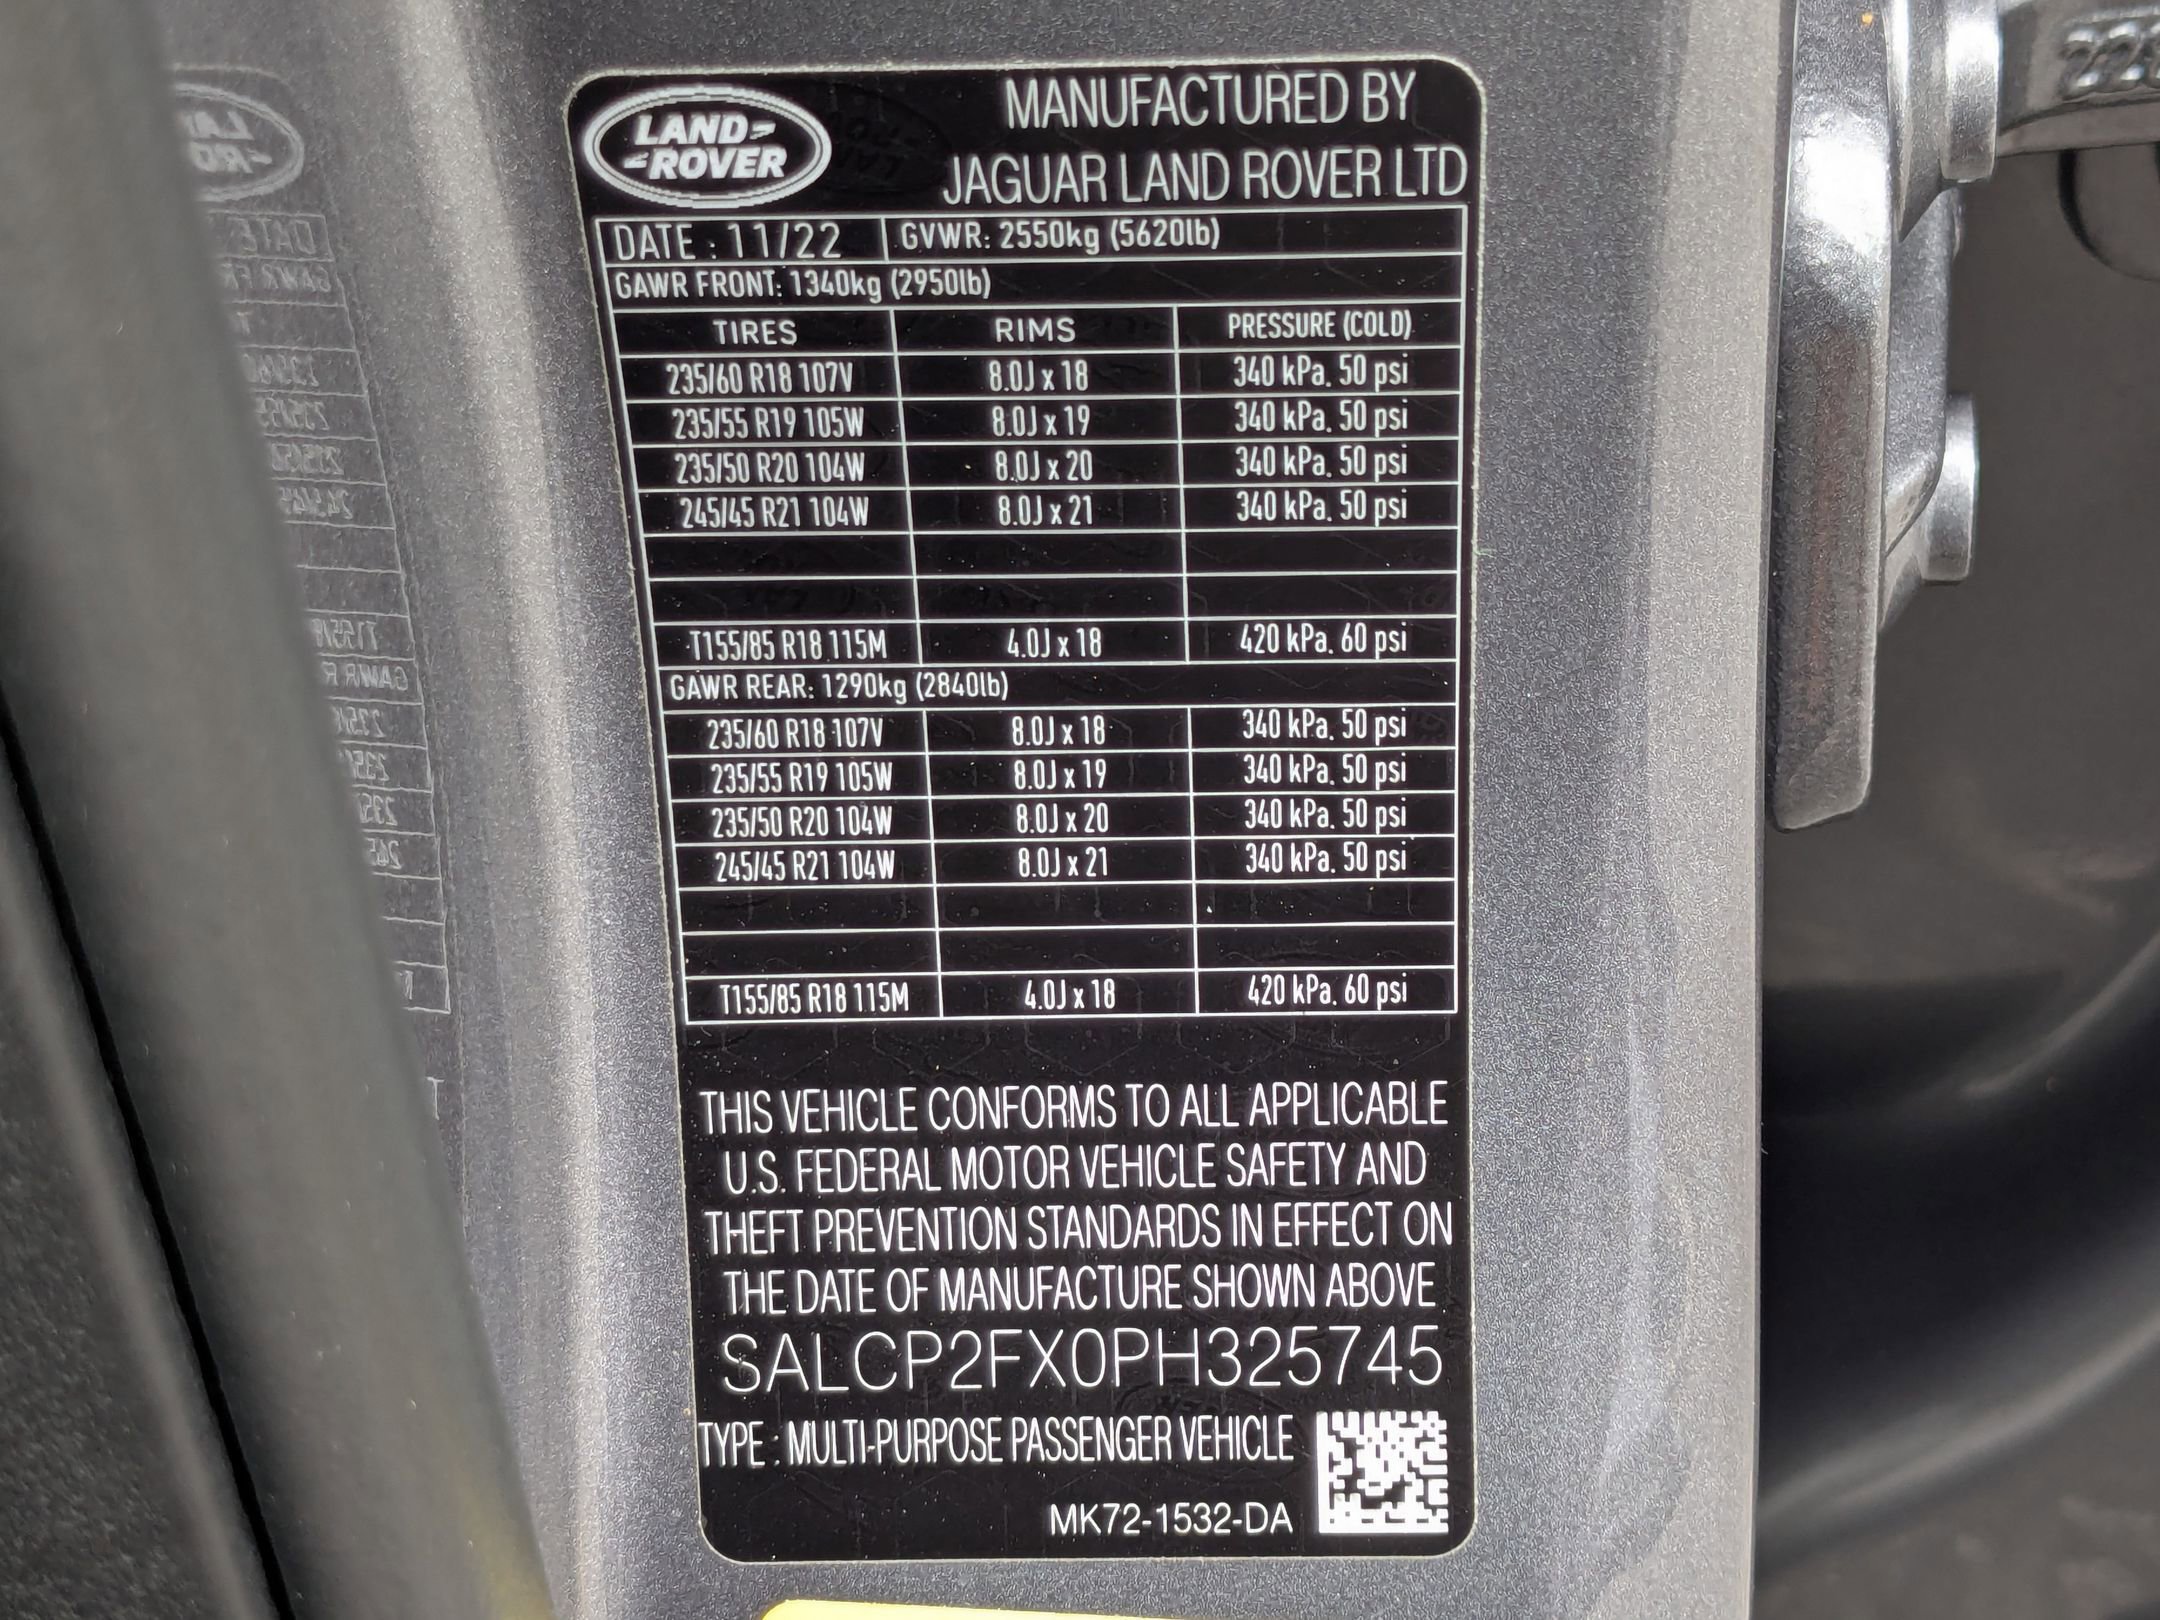 LAND-
-ROVER
MANUFACTURED BY
JAGUAR LAND ROVER LTD
DATE : 11/22 GVWR: 2550kg (5620lb)
GAWR FRONT: 1340kg (2950lb)
TIRES RIMS PRESSURE (COLD)
235/60 R18 107V 8.0J x 18 340 kPa. 50 psi
235/55 R19 105W 8.0J x 19 340 kPa. 50 psi
235/50 R20 104W 8.0J x 20 340 kPa. 50 psi
245/45 R21 104W 8.0J x 21 340 kPa. 50 psi
T155/85 R18 115M 4.0J x 18 420 kPa. 60 psi
GAWR REAR: 1290kg (2840lb)
235/60 R18 107V 8.0J x 18 340 kPa. 50 psi
235/55 R19 105W 8.0J x 19 340 kPa. 50 psi
235/50 R20 104W 8.0J x 20 340 kPa. 50 psi
245/45 R21 104W 8.0J x 21 340 kPa. 50 psi
T155/85 R18 115M 4.0J x 18 420 kPa. 60 psi
THIS VEHICLE CONFORMS TO ALL APPLICABLE
U.S. FEDERAL MOTOR VEHICLE SAFETY AND
THEFT PREVENTION STANDARDS IN EFFECT ON
THE DATE OF MANUFACTURE SHOWN ABOVE.
SALCP2FX0PH325745
TYPE : MULTI-PURPOSE PASSENGER VEHICLE
MK72-1532-DA